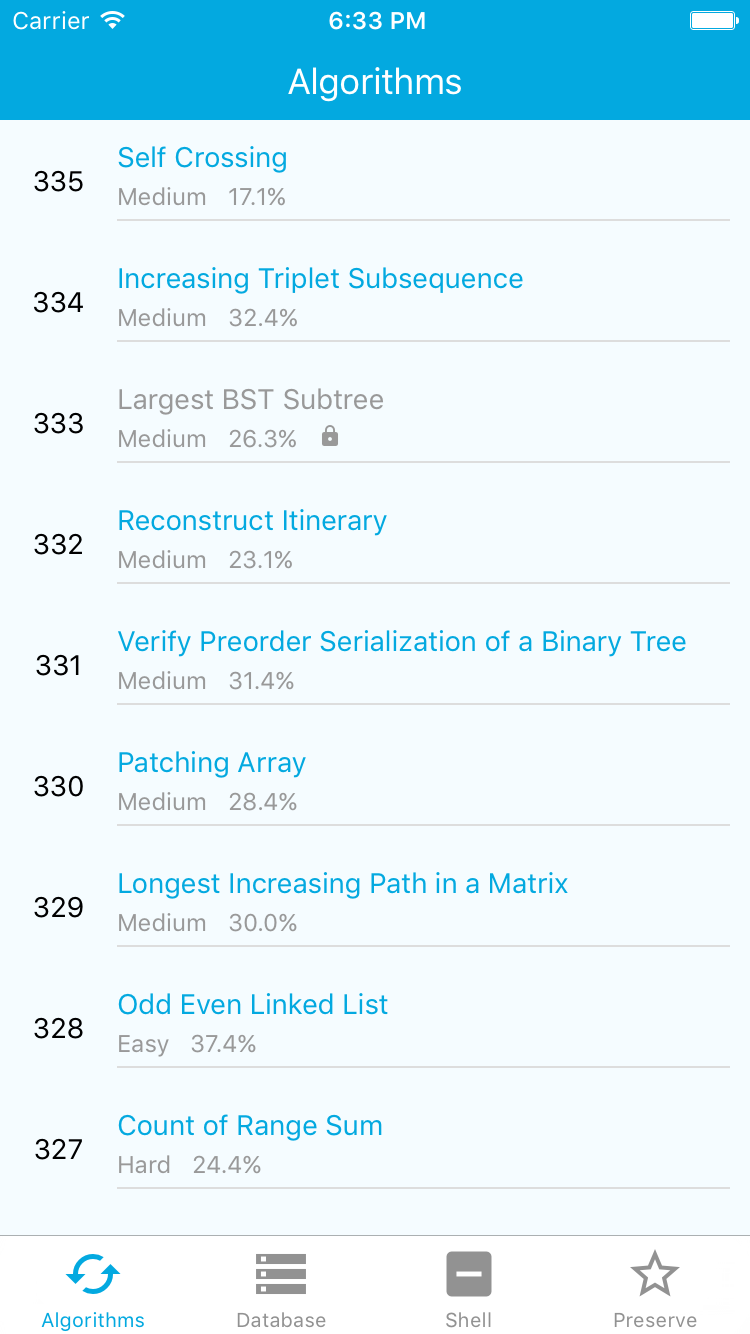 Carrier 6:33 PM
Algorithms
335
Self Crossing
Medium 17.1%
334
Increasing Triplet Subsequence
Medium 32.4%
333
Largest BST Subtree
Medium 26.3%
332
Reconstruct Itinerary
Medium 23.1%
331
Verify Preorder Serialization of a Binary Tree
Medium 31.4%
330
Patching Array
Medium 28.4%
329
Longest Increasing Path in a Matrix
Medium 30.0%
328
Odd Even Linked List
Easy 37.4%
327
Count of Range Sum
Hard 24.4%
Algorithms Database Shell Preserve